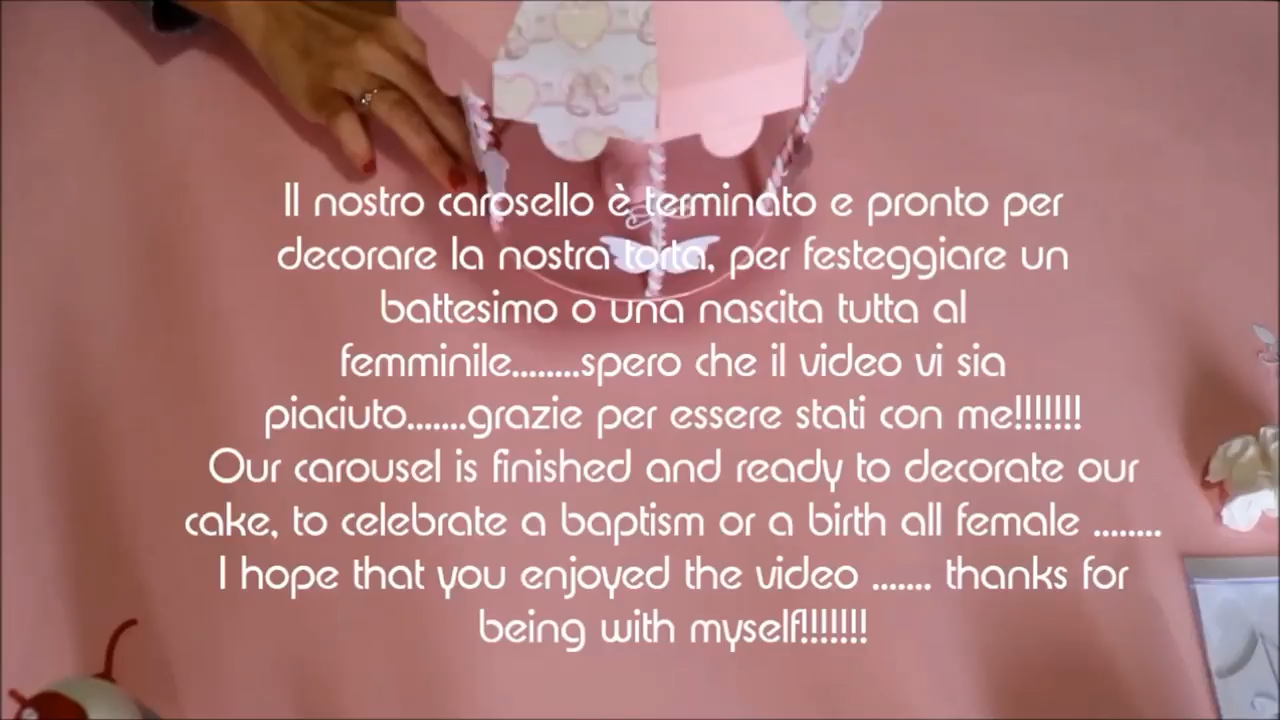 Il nostro carosello è terminato e pronto per
decorare la nostra torta, per festeggiare un
battesimo o una nascita tutta al
femminile........spero che il video vi sia
piaciuto.......grazie per essere stati con me!!!!!!!
Our carousel is finished and ready to decorate our
cake, to celebrate a baptism or a birth all female ........
I hope that you enjoyed the video ....... thanks for
being with myself!!!!!!!